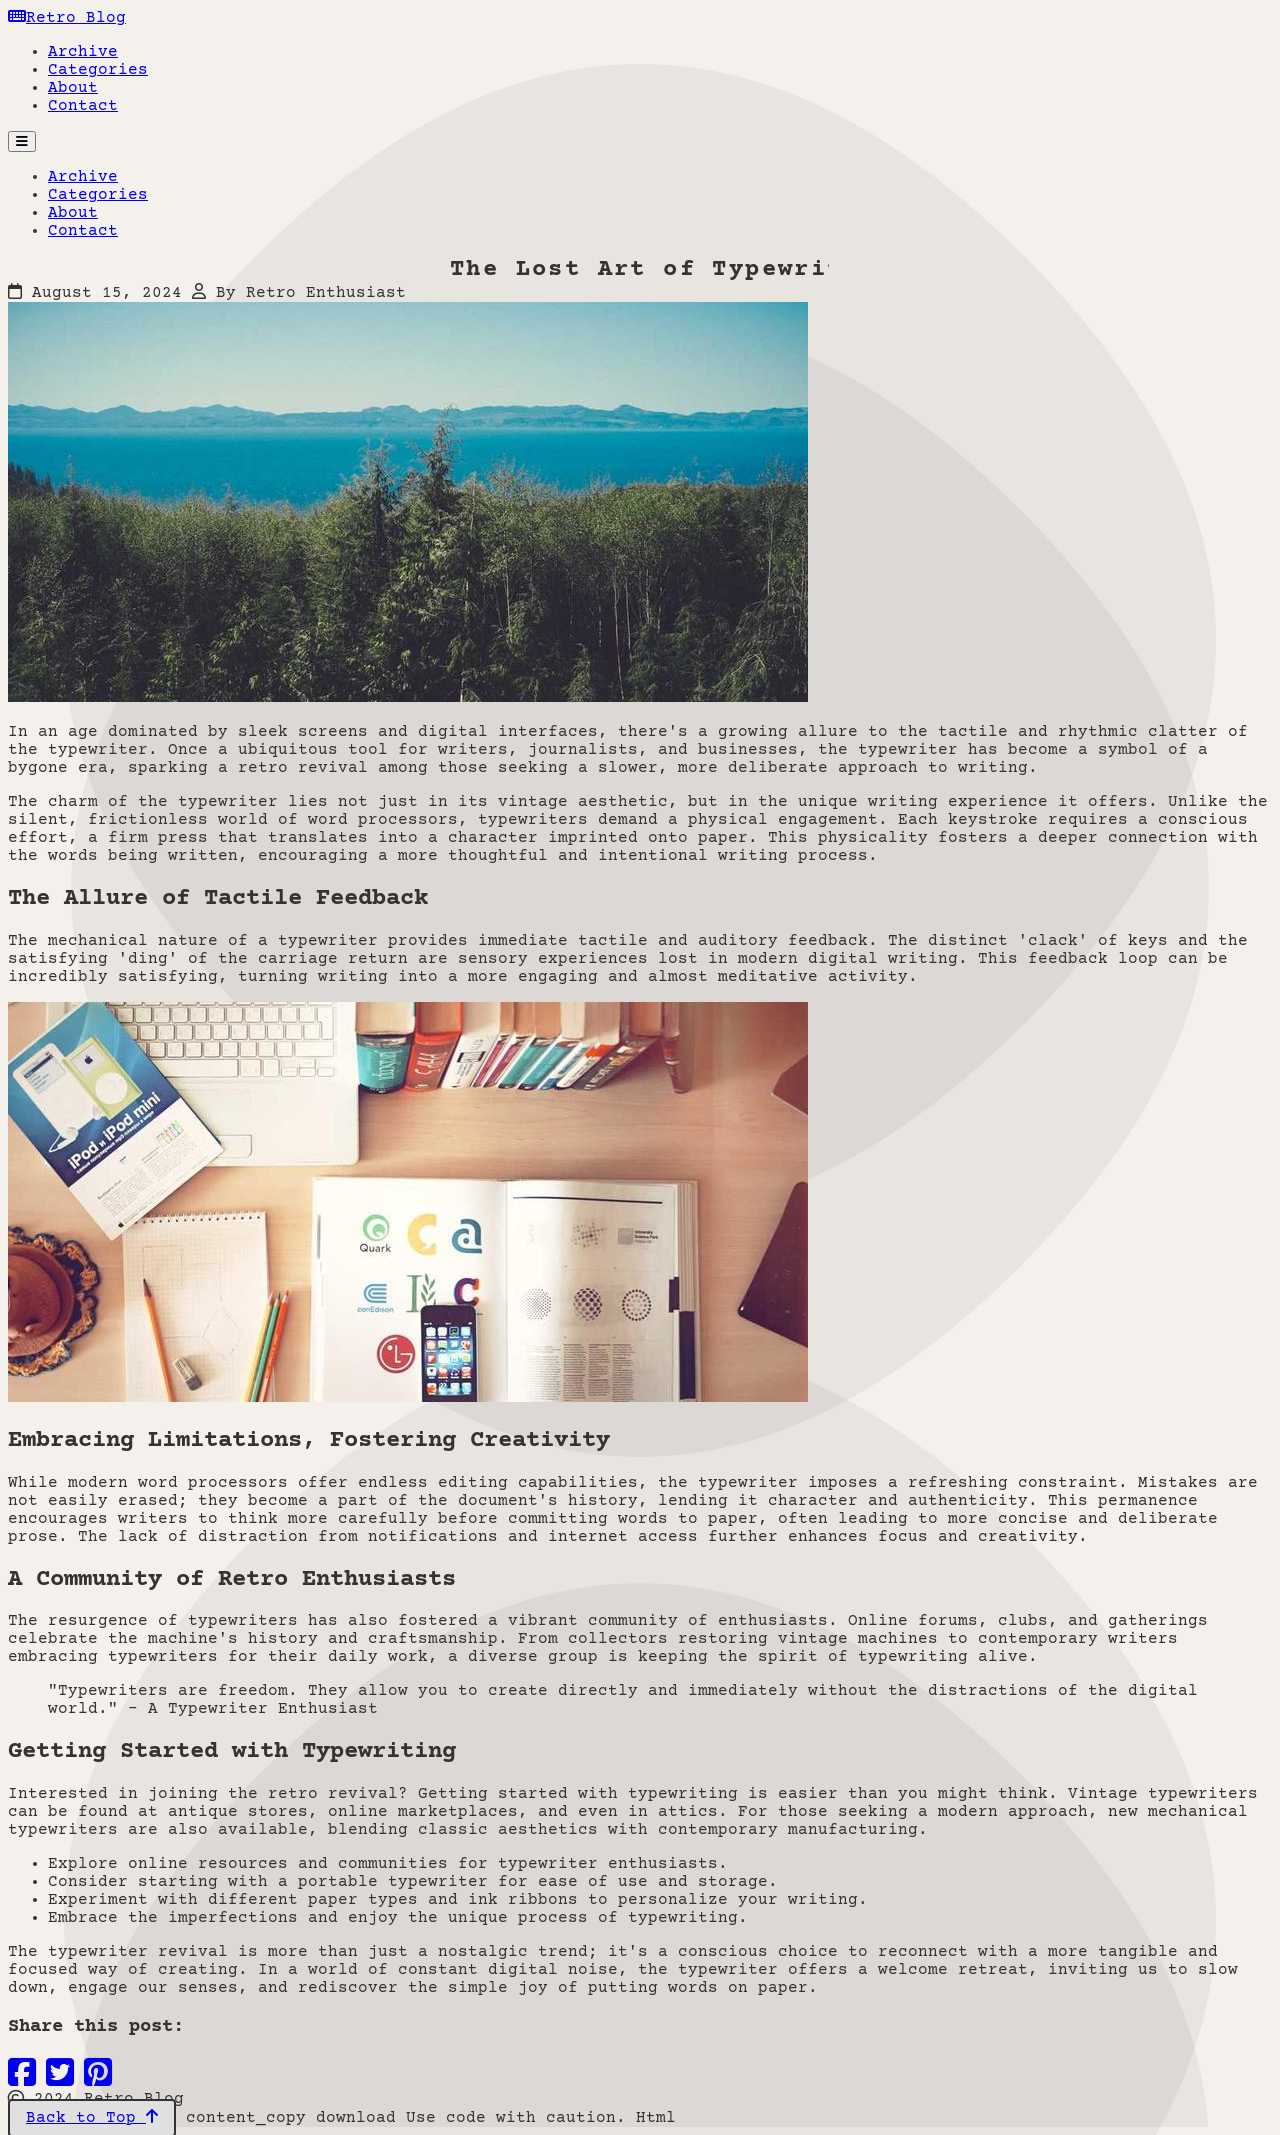 Retro Blog
Archive
Categories
About
Contact
Archive
Categories
About
Contact
The Lost Art of Typewri
August 15, 2024 By Retro Enthusiast
In an age dominated by sleek screens and digital interfaces, there's a growing allure to the tactile and rhythmic clatter of
the typewriter. Once a ubiquitous tool for writers, journalists, and businesses, the typewriter has become a symbol of a
bygone era, sparking a retro revival among those seeking a slower, more deliberate approach to writing.
The charm of the typewriter lies not just in its vintage aesthetic, but in the unique writing experience it offers. Unlike the
silent, frictionless world of word processors, typewriters demand a physical engagement. Each keystroke requires a conscious
effort, a firm press that translates into a character imprinted onto paper. This physicality fosters a deeper connection with
the words being written, encouraging a more thoughtful and intentional writing process.
The Allure of Tactile Feedback
The mechanical nature of a typewriter provides immediate tactile and auditory feedback. The distinct 'clack' of keys and the
satisfying 'ding' of the carriage return are sensory experiences lost in modern digital writing. This feedback loop can be
incredibly satisfying, turning writing into a more engaging and almost meditative activity.
iPod и iPod mini
Quark
conEdison
Embracing Limitations, Fostering Creativity
While modern word processors offer endless editing capabilities, the typewriter imposes a refreshing constraint. Mistakes are
not easily erased; they become a part of the document's history, lending it character and authenticity. This permanence
encourages writers to think more carefully before committing words to paper, often leading to more concise and deliberate
prose. The lack of distraction from notifications and internet access further enhances focus and creativity.
A Community of Retro Enthusiasts
The resurgence of typewriters has also fostered a vibrant community of enthusiasts. Online forums, clubs, and gatherings
celebrate the machine's history and craftsmanship. From collectors restoring vintage machines to contemporary writers
embracing typewriters for their daily work, a diverse group is keeping the spirit of typewriting alive.
"Typewriters are freedom. They allow you to create directly and immediately without the distractions of the digital
world." - A Typewriter Enthusiast
Getting Started with Typewriting
Interested in joining the retro revival? Getting started with typewriting is easier than you might think. Vintage typewriters
can be found at antique stores, online marketplaces, and even in attics. For those seeking a modern approach, new mechanical
typewriters are also available, blending classic aesthetics with contemporary manufacturing.
Explore online resources and communities for typewriter enthusiasts.
Consider starting with a portable typewriter for ease of use and storage.
Experiment with different paper types and ink ribbons to personalize your writing.
Embrace the imperfections and enjoy the unique process of typewriting.
The typewriter revival is more than just a nostalgic trend; it's a conscious choice to reconnect with a more tangible and
focused way of creating. In a world of constant digital noise, the typewriter offers a welcome retreat, inviting us to slow
down, engage our senses, and rediscover the simple joy of putting words on paper.
Share this post:
© 2024 Retro Blog
Back to Top content_copy download Use code with caution. Html